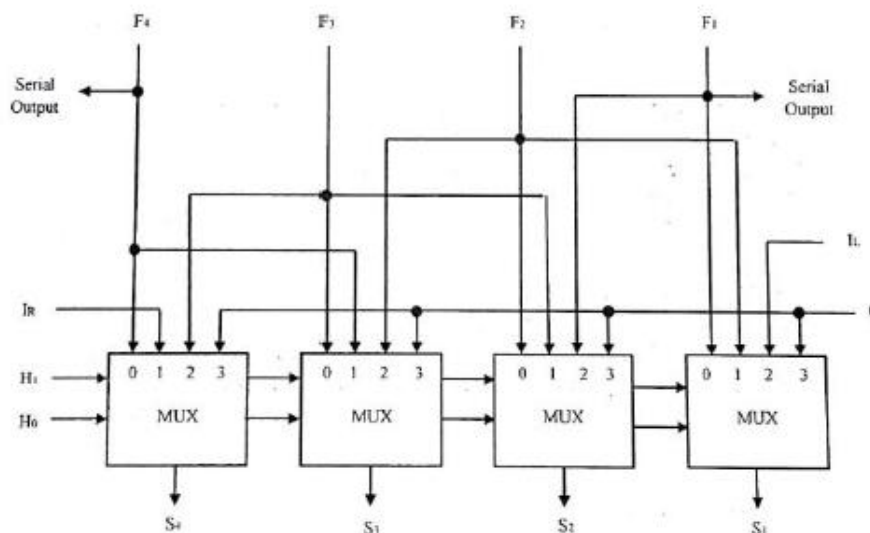 F4 F3 F2 F1
Serial Output
Serial Output
IL
IR
H1
0 1 2 3
0 1 2 3
0 1 2 3
0 1 2 3
H0
MUX
MUX
MUX
MUX
S4 S3 S2 S1